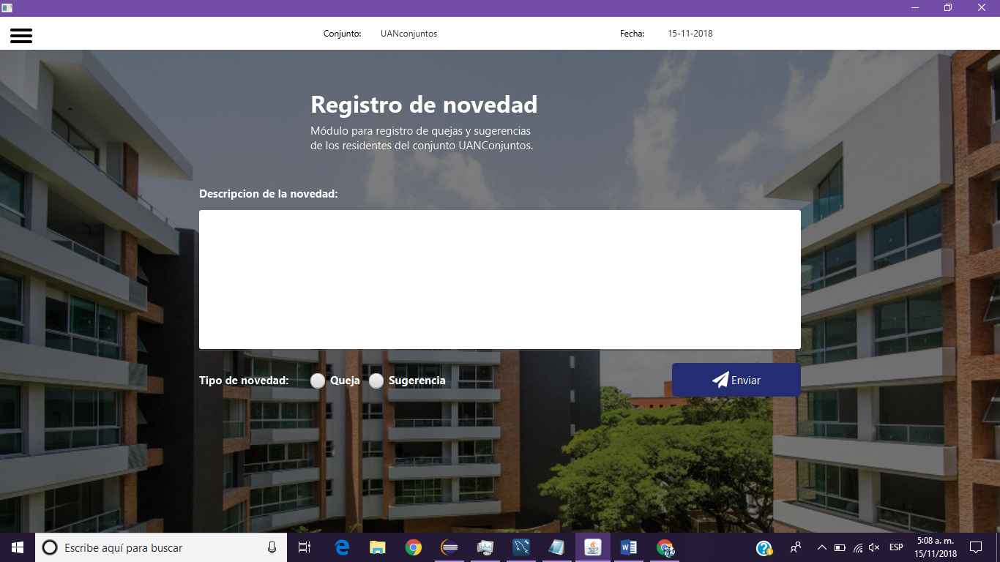 Conjunto: UANconjuntos Fecha: 15-11-2018
Registro de novedad
Módulo para registro de quejas y sugerencias
de los residentes del conjunto UANConjuntos.
Descripcion de la novedad:
Tipo de novedad: Queja Sugerencia Enviar
Escribe aquí para buscar
ESP
5:08 a. m.
15/11/2018